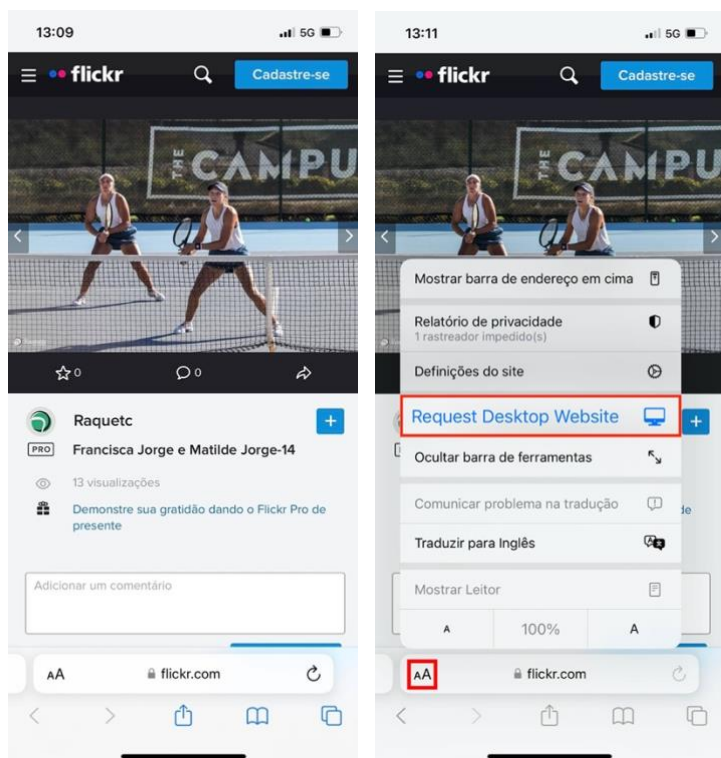 13:09
5G
flickr
Cadastre-se
THE CAMPU
0
0
Raquetc
PRO
Francisca Jorge e Matilde Jorge-14
13 visualizações
Demonstre sua gratidão dando o Flickr Pro de
presente
Adicionar um comentário
AA
flickr.com
13:11
5G
flickr
Cadastre-se
THE CAMPU
Mostrar barra de endereço em cima
Relatório de privacidade
1 rastreador impedido(s)
Definições do site
Request Desktop Website
Ocultar barra de ferramentas
Comunicar problema na tradução
de
Traduzir para Inglês
Mostrar Leitor
A
100%
A
AA
flickr.com